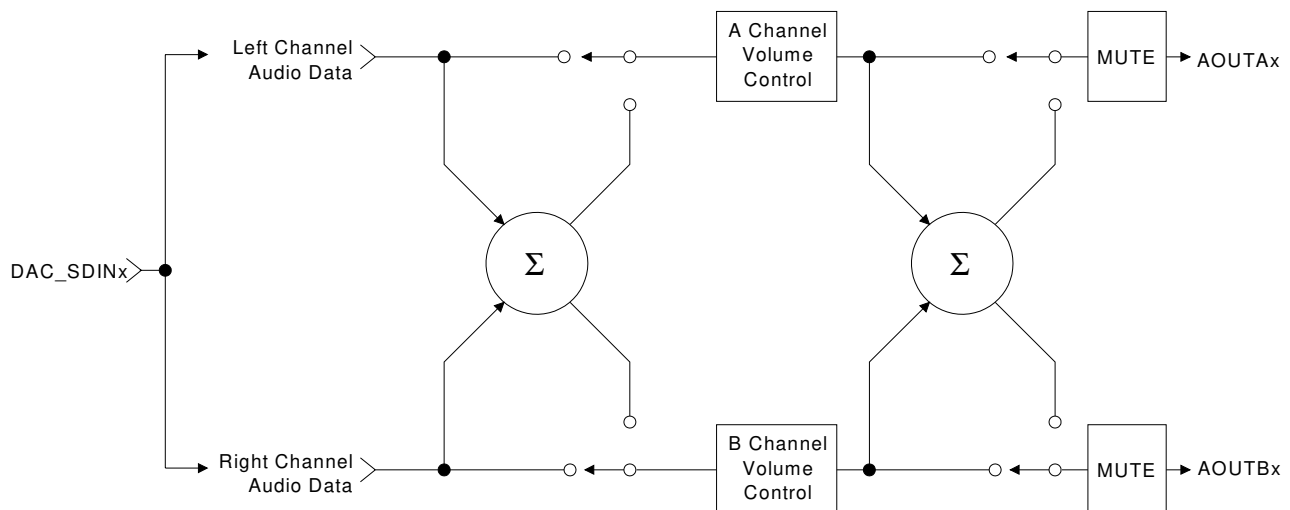 Left Channel
Audio Data
A Channel
Volume
Control
MUTE
AOUTAx
DAC_SDINx
Σ
Σ
Right Channel
Audio Data
B Channel
Volume
Control
MUTE
AOUTBx